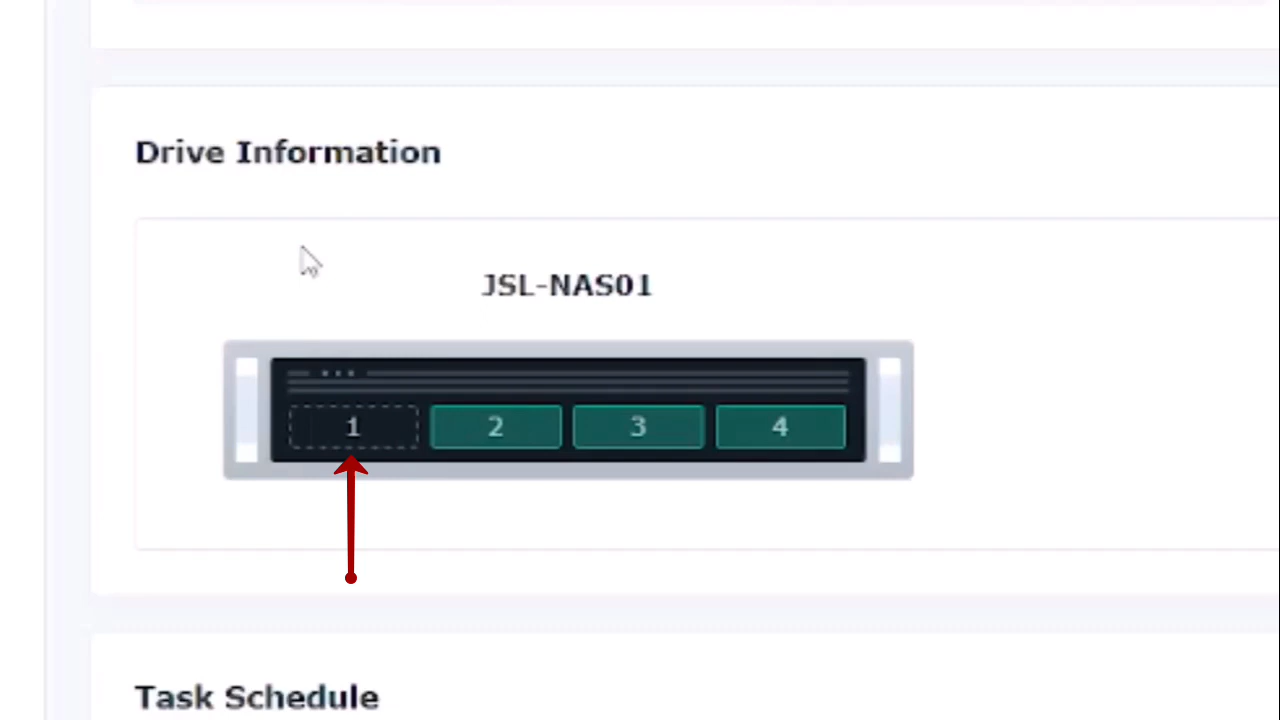 Drive Information
JSL-NAS01
1 2 3 4
Task Schedule